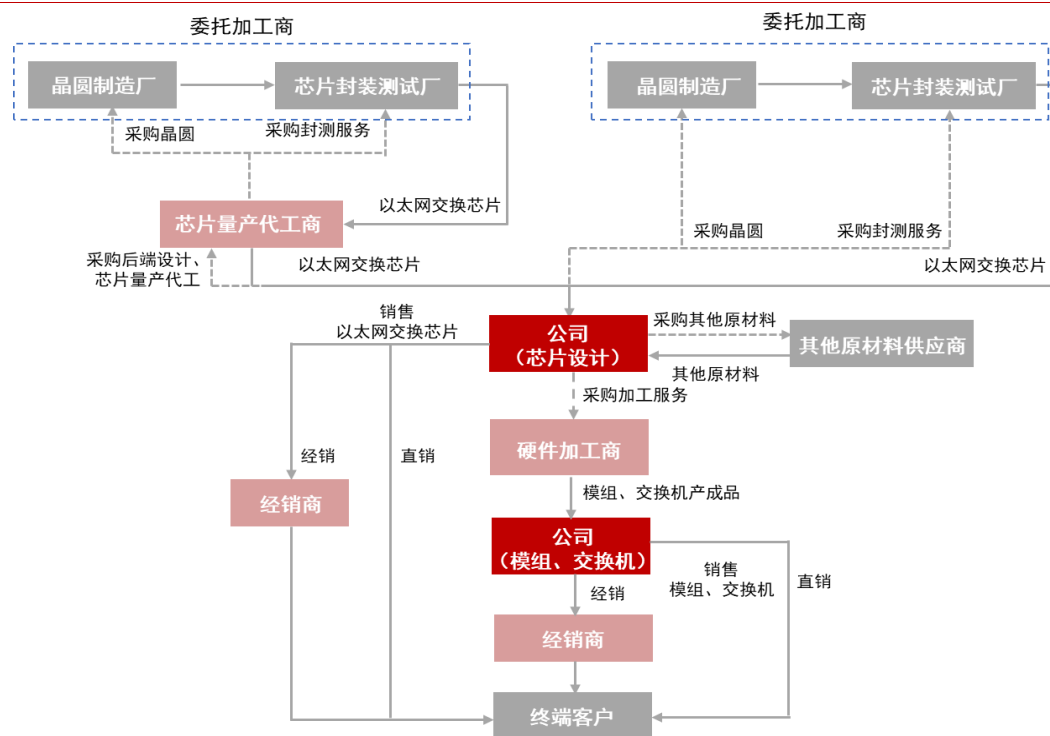 委托加工商
委托加工商
晶圆制造厂
芯片封装测试厂
晶圆制造厂
芯片封装测试厂
采购晶圆
采购封测服务
芯片量产代工商
以太网交换芯片
采购晶圆
采购封测服务
采购后端设计、
芯片量产代工
以太网交换芯片
以太网交换芯片
销售
以太网交换芯片
公司
（芯片设计）
采购其他原材料
其他原材料供应商
其他原材料
采购加工服务
硬件加工商
经销
直销
经销商
模组、交换机产成品
公司
（模组、交换机）
销售
模组、交换机
直销
经销
经销商
终端客户